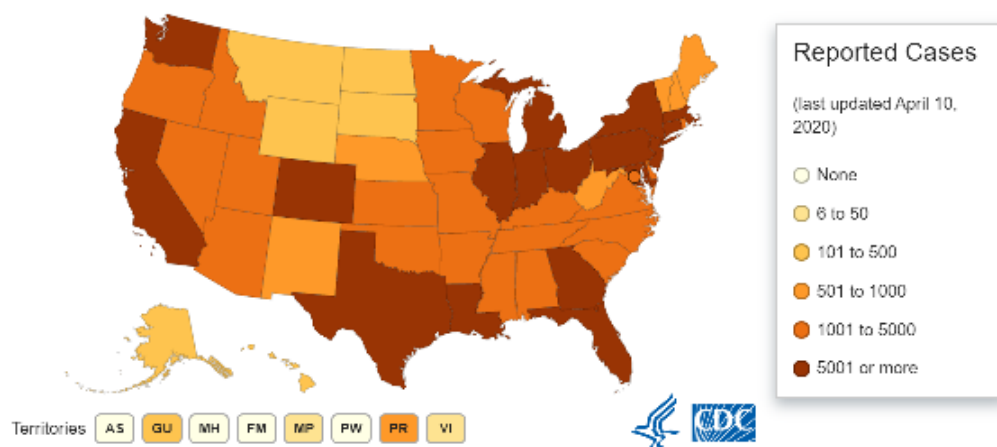 Reported Cases
(last updated April 10,
2020)
None
6 to 50
101 to 500
501 to 1000
1001 to 5000
5001 or more
Territories AS GU MH FM MP PW PR VI
CDC